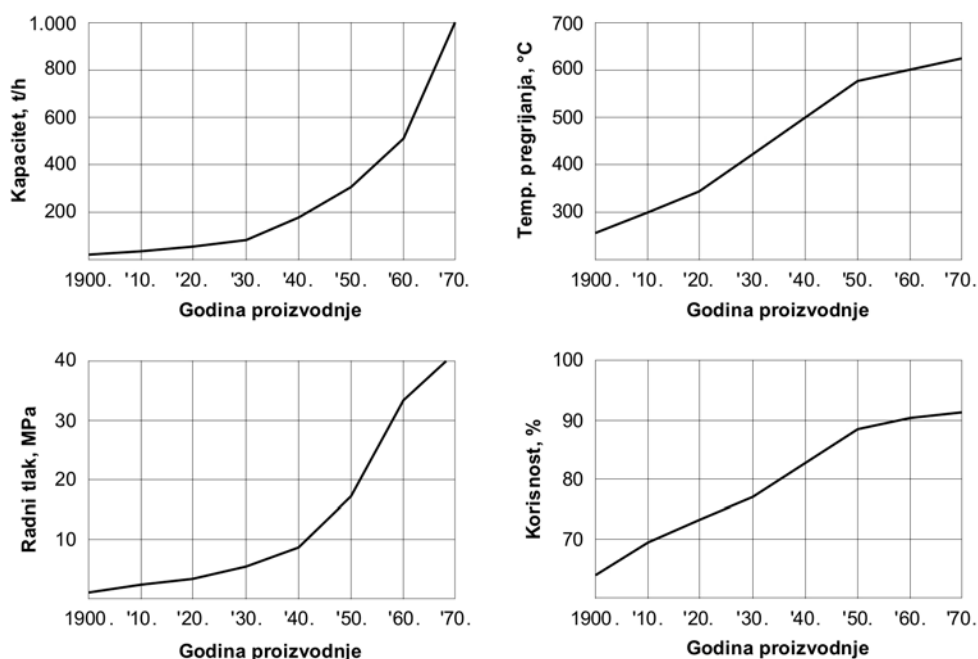 Kapacitet, t/h
1.000
800
600
400
200
1900. '10. '20. '30. '40. '50. '60. '70.
Godina proizvodnje
Temp. pregrijanja, °C
700
600
500
400
300
1900. '10. '20. '30. '40. '50. '60. '70.
Godina proizvodnje
Radni tlak, MPa
40
30
20
10
1900. '10. '20. '30. '40. '50. '60. '70.
Godina proizvodnje
Korisnost, %
100
90
80
70
1900. '10. '20. '30. '40. '50. '60. '70.
Godina proizvodnje